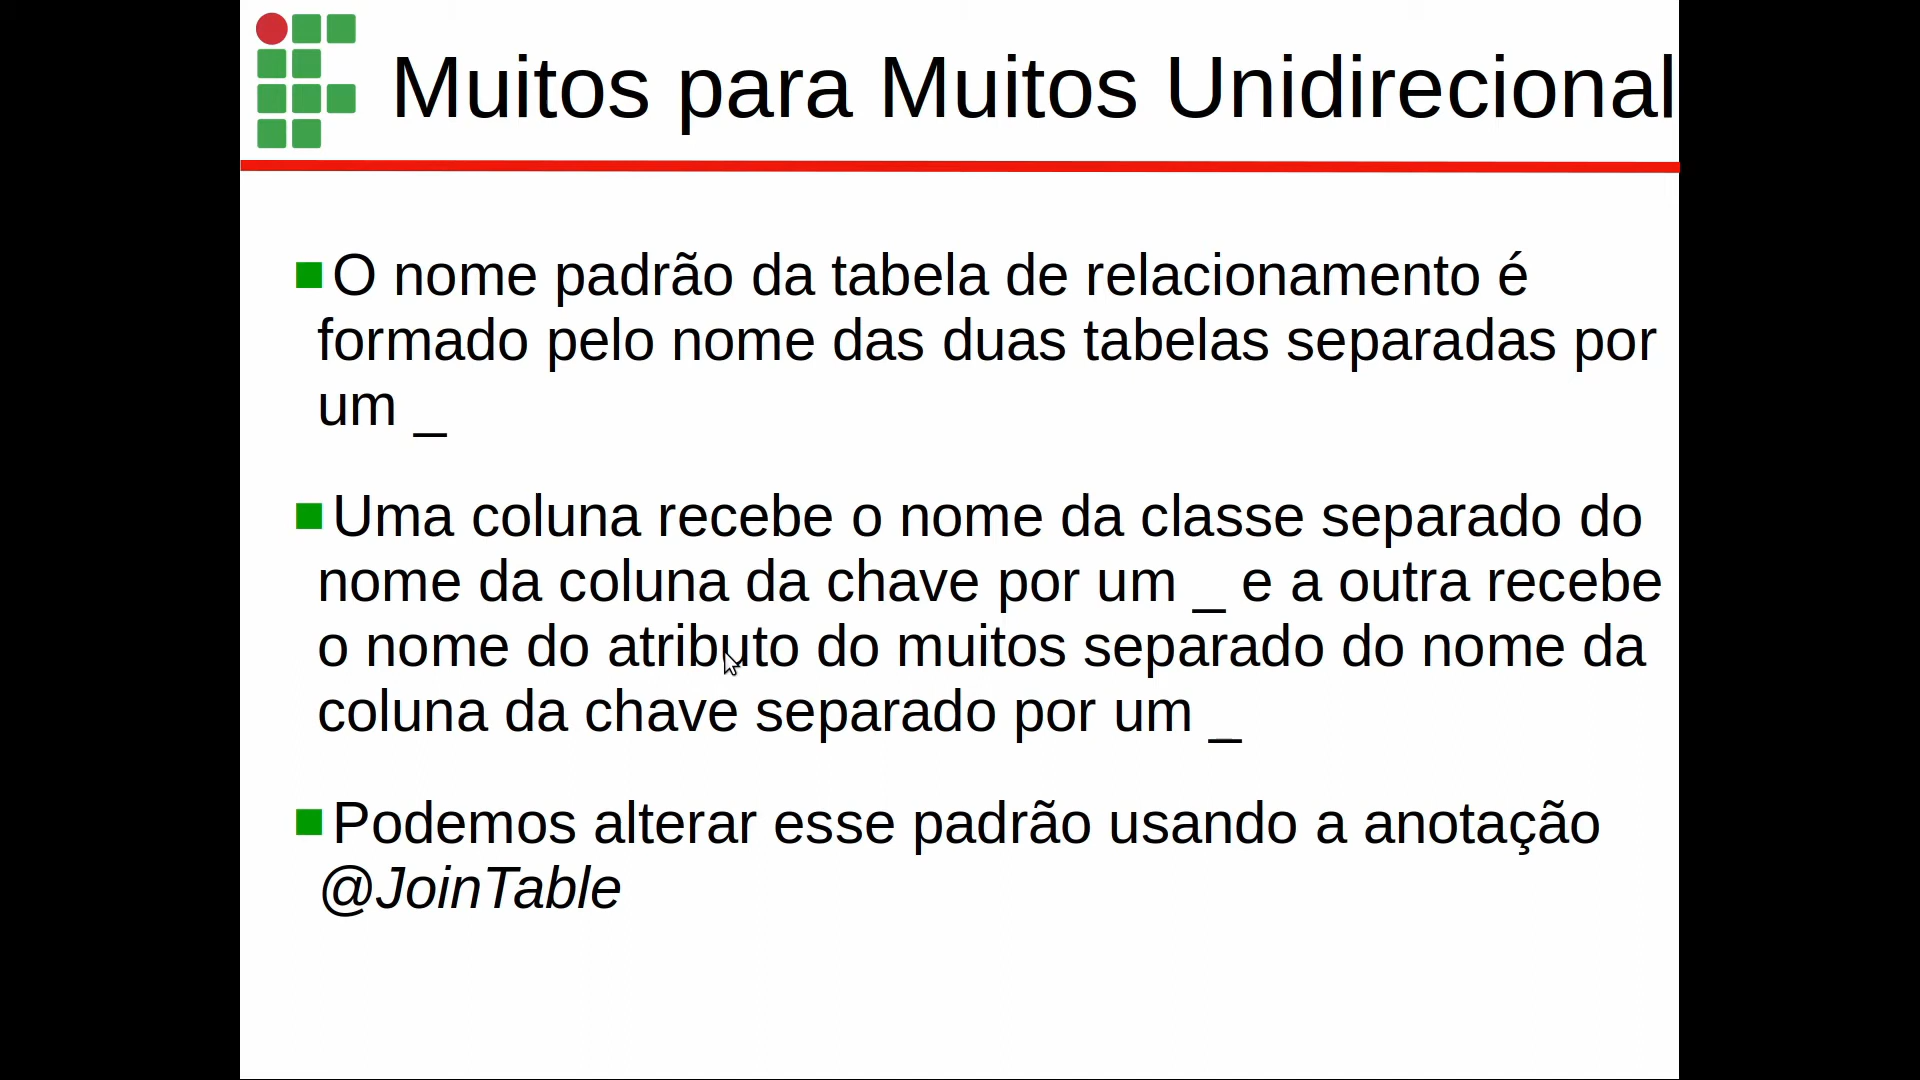 Muitos para Muitos Unidirecional
O nome padrão da tabela de relacionamento é
formado pelo nome das duas tabelas separadas por
um _
Uma coluna recebe o nome da classe separado do
nome da coluna da chave por um _ e a outra recebe
o nome do atributo do muitos separado do nome da
coluna da chave separado por um _
Podemos alterar esse padrão usando a anotação
@JoinTable